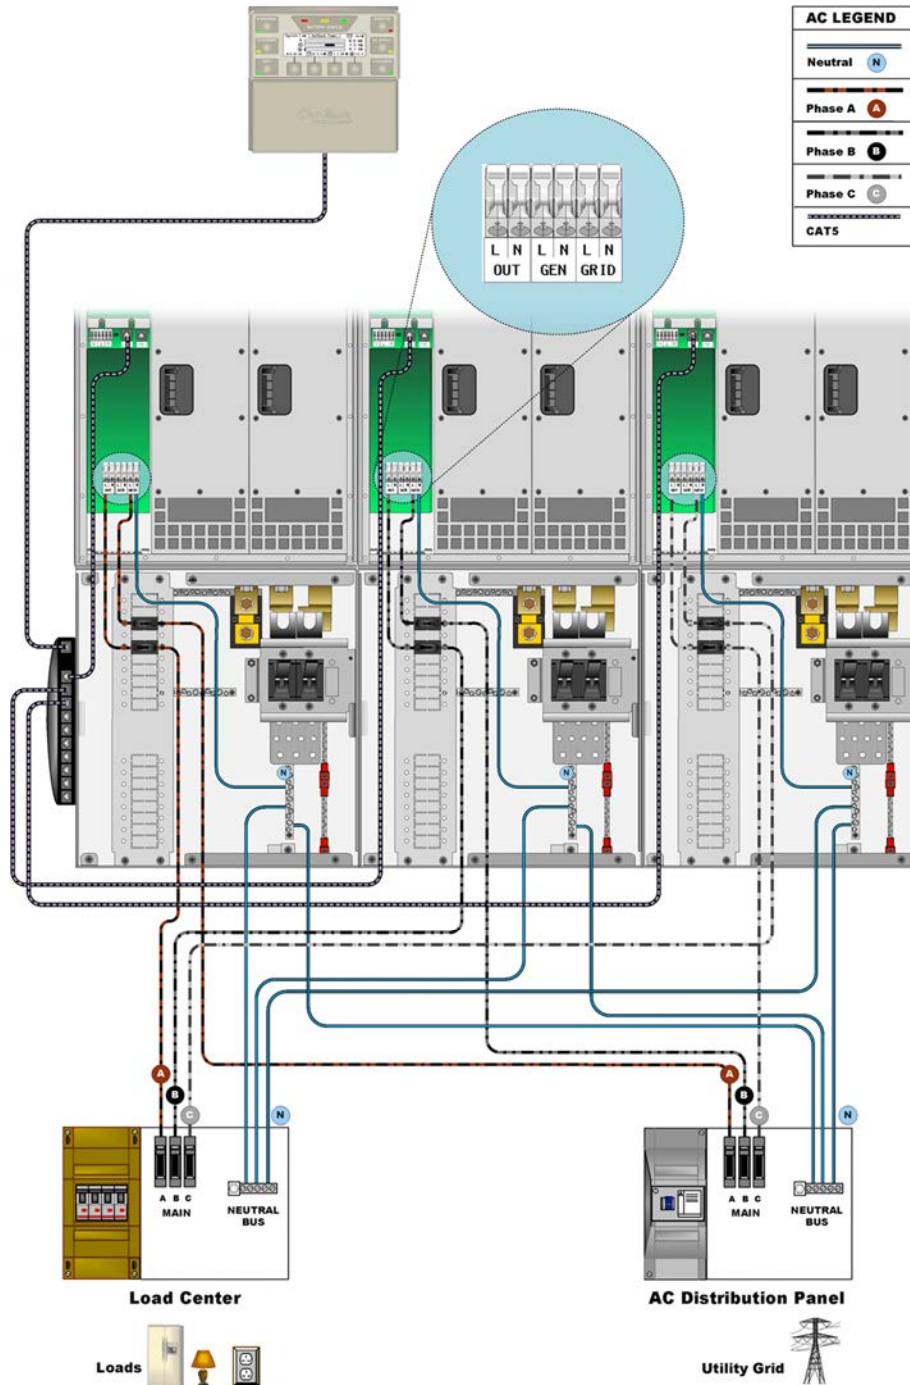 AC LEGEND
Neutral N
Phase A A
Phase B B
Phase C C
CAT5
L N L N L N
OUT GEN GRID
N
N
N
A
B
C
N
A
B
C
N
A B C
MAIN
NEUTRAL
BUS
A B C
MAIN
NEUTRAL
BUS
Load Center
AC Distribution Panel
Loads
Utility Grid